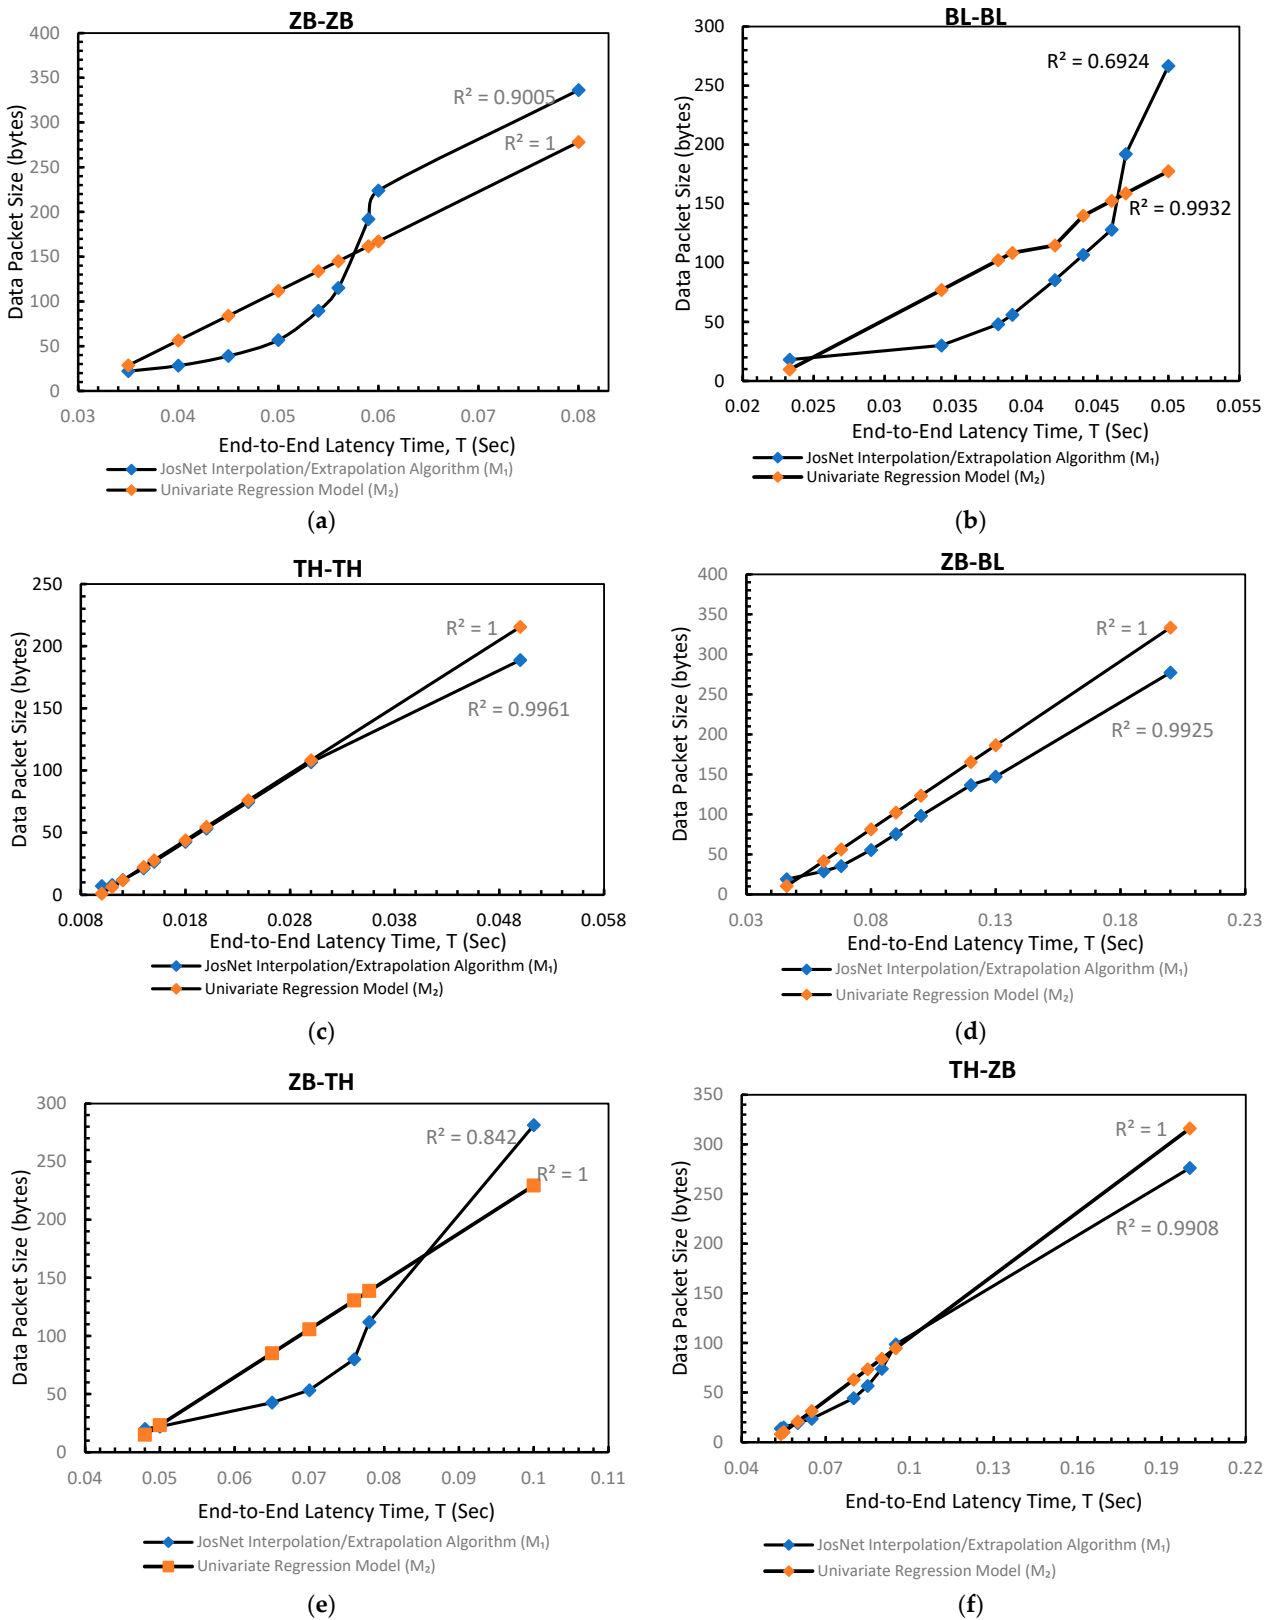 ZB-ZB
400
350
300
250
200
150
100
50
0
Data Packet Size (bytes)
R² = 0.9005
R² = 1
0.03 0.04 0.05 0.06 0.07 0.08
End-to-End Latency Time, T (Sec)
JosNet Interpolation/Extrapolation Algorithm (M₁)
Univariate Regression Model (M₂)
(a)
BL-BL
300
250
200
150
100
50
0
Data Packet Size (bytes)
R² = 0.6924
R² = 0.9932
0.02 0.025 0.03 0.035 0.04 0.045 0.05 0.055
End-to-End Latency Time, T (Sec)
JosNet Interpolation/Extrapolation Algorithm (M₁)
Univariate Regression Model (M₂)
(b)
TH-TH
250
200
150
100
50
0
Data Packet Size (bytes)
R² = 1
R² = 0.9961
0.008 0.018 0.028 0.038 0.048 0.058
End-to-End Latency Time, T (Sec)
JosNet Interpolation/Extrapolation Algorithm (M₁)
Univariate Regression Model (M₂)
(c)
ZB-BL
400
350
300
250
200
150
100
50
0
Data Packet Size (bytes)
R² = 1
R² = 0.9925
0.03 0.08 0.13 0.18 0.23
End-to-End Latency Time, T (Sec)
JosNet Interpolation/Extrapolation Algorithm (M₁)
Univariate Regression Model (M₂)
(d)
ZB-TH
300
250
200
150
100
50
0
Data Packet Size (bytes)
R² = 0.842
R² = 1
0.04 0.05 0.06 0.07 0.08 0.09 0.1 0.11
End-to-End Latency Time, T (Sec)
JosNet Interpolation/Extrapolation Algorithm (M₁)
Univariate Regression Model (M₂)
(e)
TH-ZB
350
300
250
200
150
100
50
0
Data Packet Size (bytes)
R² = 1
R² = 0.9908
0.04 0.07 0.1 0.13 0.16 0.19 0.22
End-to-End Latency Time, T (Sec)
JosNet Interpolation/Extrapolation Algorithm (M₁)
Univariate Regression Model (M₂)
(f)